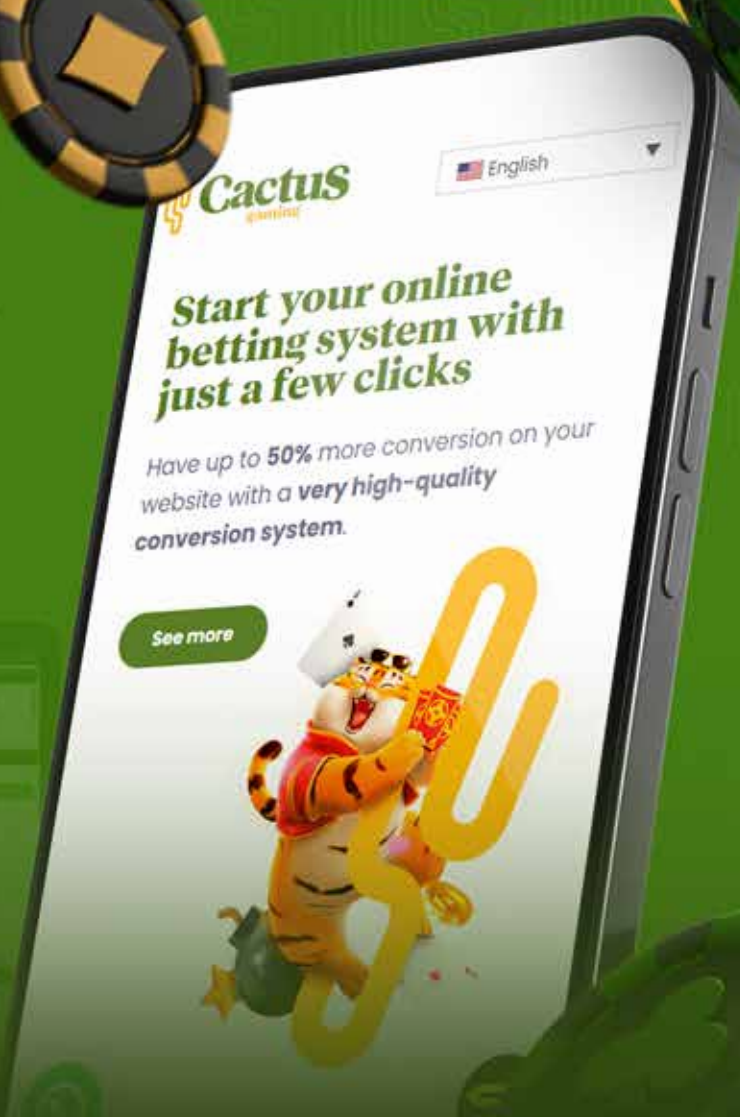 English
Cactus
gaming
Start your online
betting system with
just a few clicks
Have up to 50% more conversion on your
website with a very high-quality
conversion system.
See more